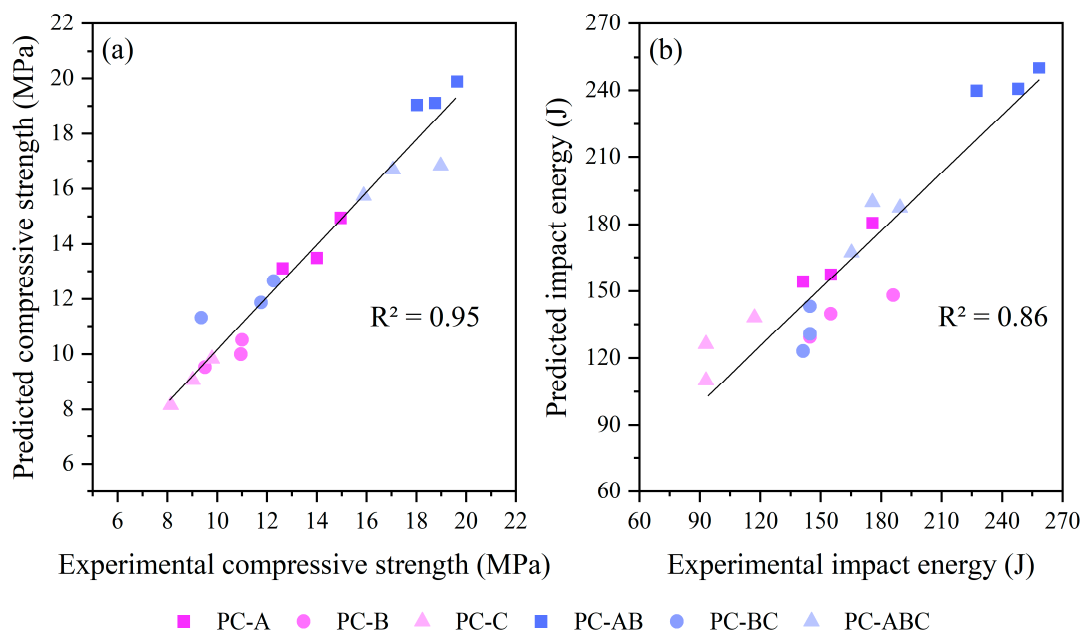 (a)
Predicted compressive strength (MPa)
22
20
18
16
14
12
10
8
6
R² = 0.95
6 8 10 12 14 16 18 20 22
Experimental compressive strength (MPa)
(b)
Predicted impact energy (J)
270
240
210
180
150
120
90
60
R² = 0.86
60 90 120 150 180 210 240 270
Experimental impact energy (J)
PC-A PC-B PC-C PC-AB PC-BC PC-ABC